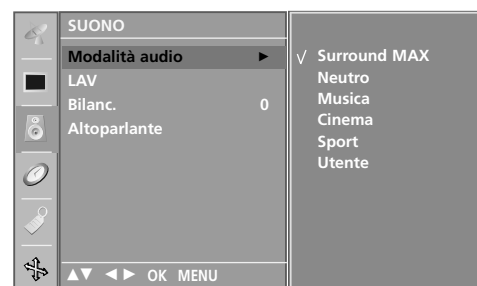 SUONO
Modalità audio ►
LAV
Bilanc. 0
Altoparlante
▲▼ ◄ ► OK MENU
√ Surround MAX
Neutro
Musica
Cinema
Sport
Utente